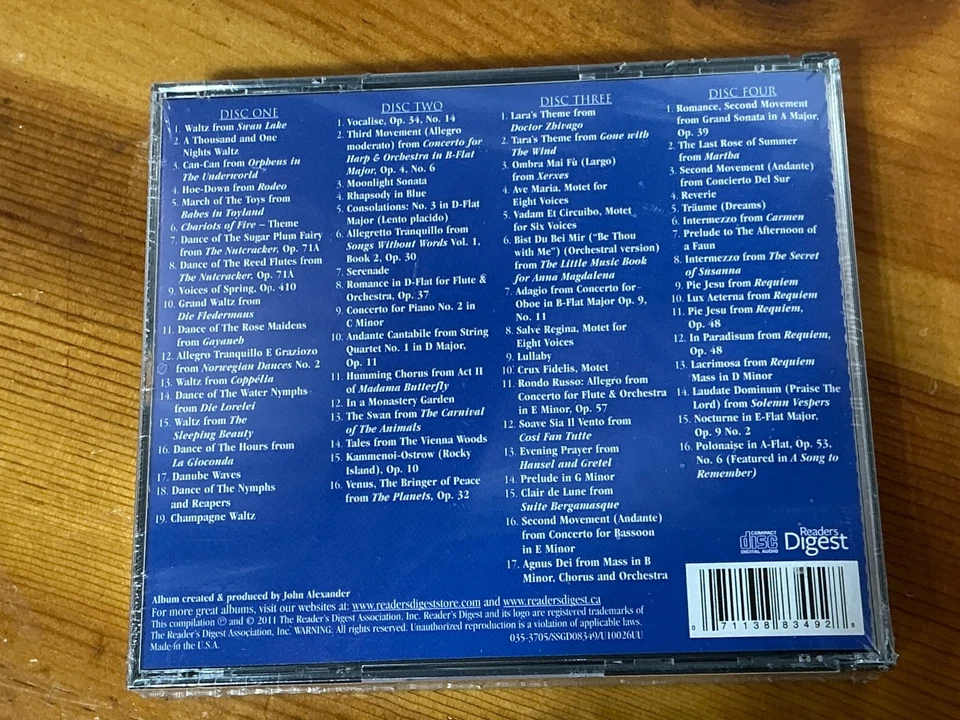 DISC ONE
1. Waltz from Swan Lake
2. A Thousand and One
Nights Waltz
3. Can-Can from Orpheus in
The Underworld
4. Hoe-Down from Rodeo
5. March of The Toys from
Babes in Toyland
6. Chariots of Fire – Theme
7. Dance of The Sugar Plum Fairy
from The Nutcracker, Op. 71A
8. Dance of The Reed Flutes from
The Nutcracker, Op. 71A
9. Voices of Spring, Op. 410
10. Grand Waltz from
Die Fledermaus
11. Dance of The Rose Maidens
from Gayaneh
12. Allegro Tranquillo E Graziozo
from Norwegian Dances No. 2
13. Waltz from Coppélia
14. Dance of The Water Nymphs
from Die Lorelei
15. Waltz from The
Sleeping Beauty
16. Dance of The Hours from
La Gioconda
17. Danube Waves
18. Dance of The Nymphs
and Reapers
19. Champagne Waltz
DISC TWO
1. Vocalise, Op. 34, No. 14
2. Third Movement (Allegro
moderato) from Concerto for
Harp & Orchestra in B-Flat
Major, Op. 4, No. 6
3. Moonlight Sonata
4. Rhapsody in Blue
5. Consolations: No. 3 in D-Flat
Major (Lento placido)
6. Allegretto Tranquillo from
Songs Without Words Vol. 1,
Book 2, Op. 30
7. Serenade
8. Romance in D-Flat for Flute &
Orchestra, Op. 37
9. Concerto for Piano No. 2 in
C Minor
10. Andante Cantabile from String
Quartet No. 1 in D Major,
Op. 11
11. Humming Chorus from Act II
of Madama Butterfly
12. In a Monastery Garden
13. The Swan from The Carnival
of The Animals
14. Tales from The Vienna Woods
15. Kammenoi-Ostrow (Rocky
Island), Op. 10
16. Venus, The Bringer of Peace
from The Planets, Op. 32
DISC THREE
1. Lara's Theme from
Doctor Zhivago
2. Tara's Theme from Gone with
The Wind
3. Ombra Mai Fù (Largo)
from Xerxes
4. Ave Maria, Motet for
Eight Voices
5. Vadam Et Circuibo, Motet
for Six Voices
6. Bist Du Bei Mir ("Be Thou
with Me") (Orchestral version)
from The Little Music Book
for Anna Magdalena
7. Adagio from Concerto for
Oboe in B-Flat Major Op. 9,
No. 11
8. Salve Regina, Motet for
Eight Voices
9. Lullaby
10. Crux Fidelis, Motet
11. Rondo Russo: Allegro from
Concerto for Flute & Orchestra
in E Minor, Op. 57
12. Soave Sia Il Vento from
Cosi Fan Tutte
13. Evening Prayer from
Hansel and Gretel
14. Prelude in G Minor
15. Clair de Lune from
Suite Bergamasque
16. Second Movement (Andante)
from Concerto for Bassoon
in E Minor
17. Agnus Dei from Mass in B
Minor, Chorus and Orchestra
DISC FOUR
1. Romance, Second Movement
from Grand Sonata in A Major,
Op. 39
2. The Last Rose of Summer
from Martha
3. Second Movement (Andante)
from Concierto Del Sur
4. Reverie
5. Träume (Dreams)
6. Intermezzo from Carmen
7. Prelude to The Afternoon of
a Faun
8. Intermezzo from The Secret
of Susanna
9. Pie Jesu from Requiem
10. Lux Aeterna from Requiem
11. Pie Jesu from Requiem,
Op. 48
12. In Paradisum from Requiem,
Op. 48
13. Lacrimosa from Requiem
Mass in D Minor
14. Laudate Dominum (Praise The
Lord) from Solemn Vespers
15. Nocturne in E-Flat Major,
Op. 9 No. 2
16. Polonaise in A-Flat, Op. 53,
No. 6 (Featured in A Song to
Remember)
COMPACT
disc
DIGITAL AUDIO
Readers
Digest
Album created & produced by John Alexander
For more great albums, visit our websites at: www.readersdigeststore.com and www.readersdigest.ca
This compilation ℗ and © 2011 The Reader's Digest Association, Inc. Reader's Digest and its logo are registered trademarks of
The Reader's Digest Association, Inc. WARNING: All rights reserved. Unauthorized reproduction is a violation of applicable laws.
Made in the U.S.A.
035-3705/SSGD083-19/U10026UU
0 71138 83492 8